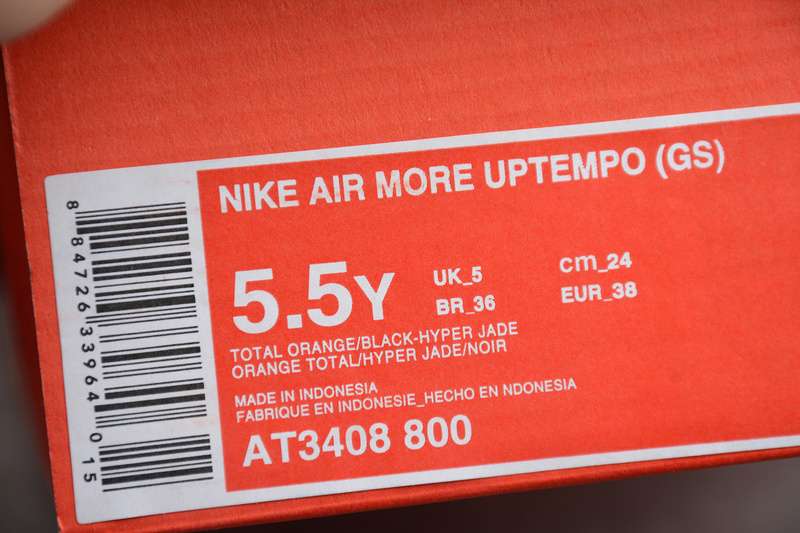 NIKE AIR MORE UPTEMPO (GS)
5.5Y
UK_5
cm_24
BR_36
EUR_38
TOTAL ORANGE/BLACK-HYPER JADE
ORANGE TOTAL/HYPER JADE/NOIR
MADE IN INDONESIA
FABRIQUE EN INDONESIE_HECHO EN NDONESIA
AT3408 800
8 84726 33964 0 15